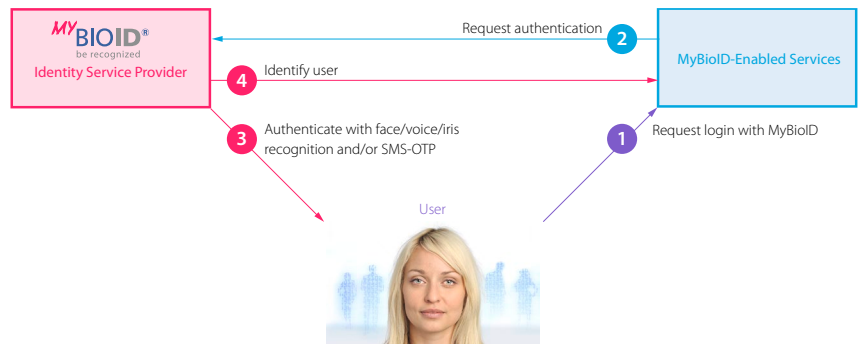 MY
BIOID®
be recognized
Identity Service Provider
Request authentication
2
MyBioID-Enabled Services
4
Identify user
3
Authenticate with face/voice/iris
recognition and/or SMS-OTP
1
Request login with MyBioID
User